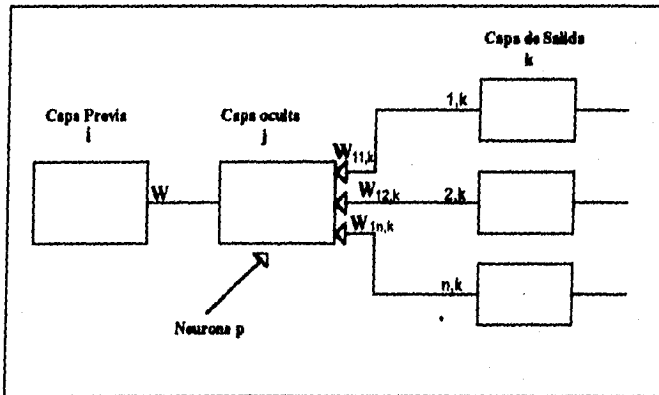 Capa de Salida
k
Capa Previa
i
Capa oculta
j
1,k
W11,k
W
W12,k
2,k
W1n,k
n,k
Neurona p